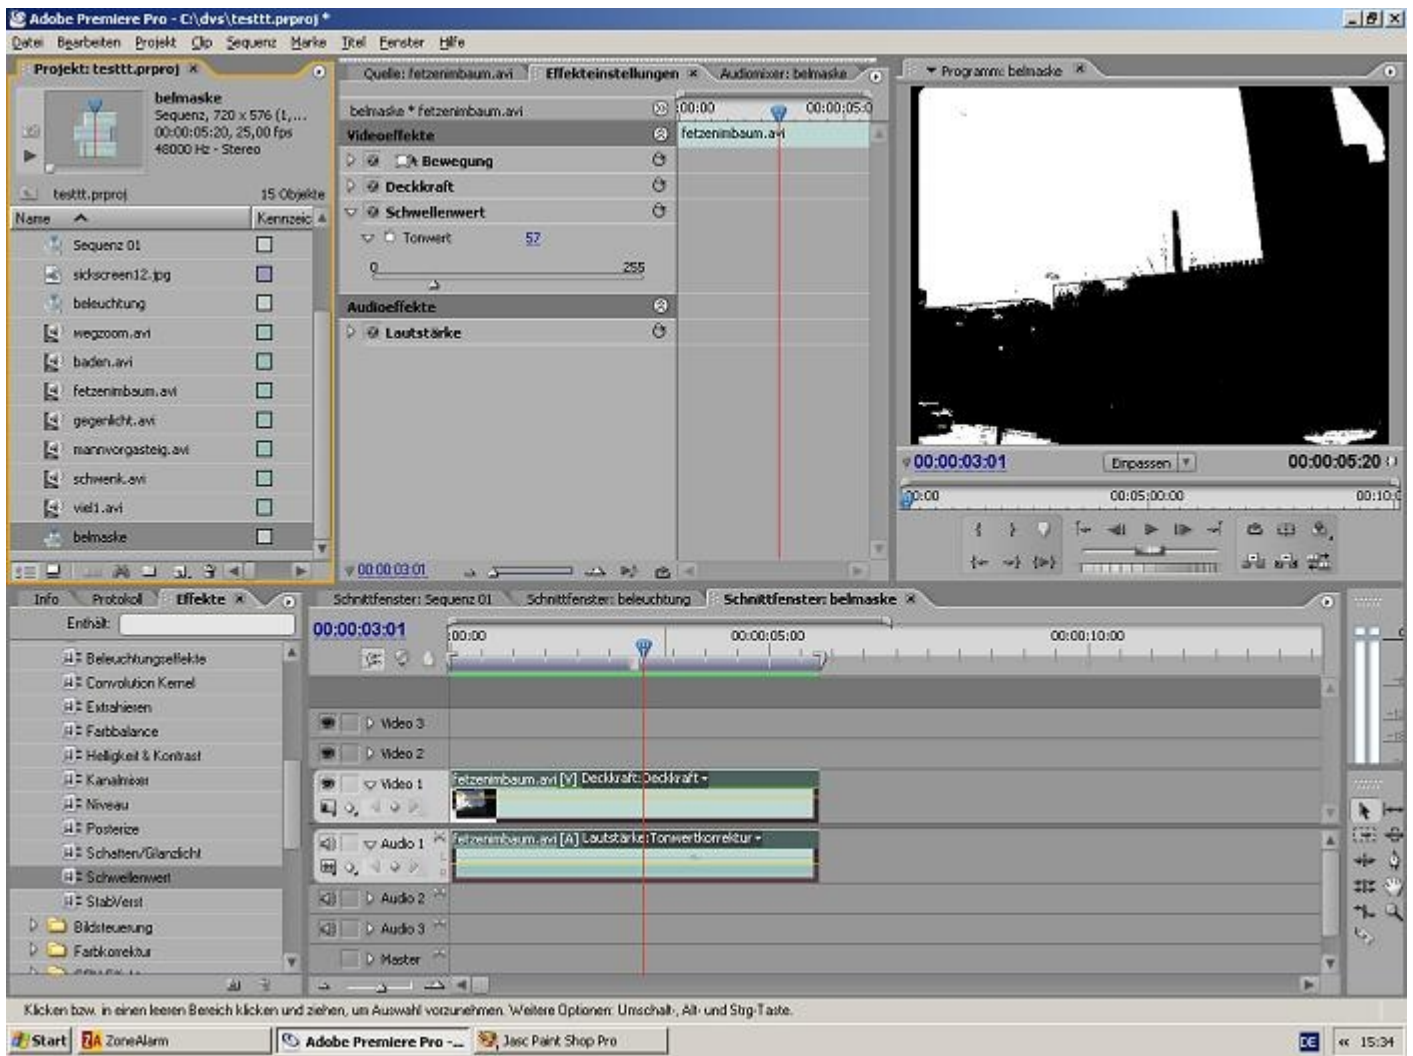 Adobe Premiere Pro - C:\dvs\testtt.prproj *
Datei Bearbeiten Projekt Clip Sequenz Marke Titel Fenster Hilfe
Projekt: testtt.prproj
belmaske
Sequenz, 720 x 576 (1,...
00:00:05:20, 25,00 fps
48000 Hz - Stereo
testtt.prproj 15 Objekte
Name Kennzeic
Sequenz 01
sickscreen12.jpg
beleuchtung
wegzoom.avi
baden.avi
fetzenimbaum.avi
gegenlicht.avi
mannvorgasteig.avi
schwenk.avi
viel1.avi
belmaske
Quelle: fetzenimbaum.avi Effekteinstellungen Audiomixer: belmaske
belmaske * fetzenimbaum.avi
:00:00 00:00:05:0
Videoeffekte
fetzenimbaum.avi
Bewegung
Deckkraft
Schwellenwert
Tonwert 57
0 255
Audioeffekte
Lautstärke
00:00:03:01
Programm: belmaske
00:00:03:01 Einpassen 00:00:05:20
00:00 00:05:00:00 00:10:0
Info Protokoll Effekte
Enthält:
Beleuchtungseffekte
Convolution Kernel
Extrahieren
Farbbalance
Helligkeit & Kontrast
Kanalmixer
Niveau
Posterize
Schatten/Glanzlicht
Schwellenwert
StabVerst
Bildsteuerung
Farbkorrektur
Schnittfenster: Sequenz 01 Schnittfenster: beleuchtung Schnittfenster: belmaske
00:00:03:01
:00:00 00:00:05:00 00:00:10:00
Video 3
Video 2
Video 1
fetzenimbaum.avi [V] Deckkraft:Deckkraft
Audio 1
fetzenimbaum.avi [A] Lautstärke:Tonwertkorrektur
Audio 2
Audio 3
Master
Klicken bzw. in einen leeren Bereich klicken und ziehen, um Auswahl vorzunehmen. Weitere Optionen: Umschalt-, Alt- und Strg-Taste.
Start ZoneAlarm Adobe Premiere Pro -... Jasc Paint Shop Pro DE « 15:34